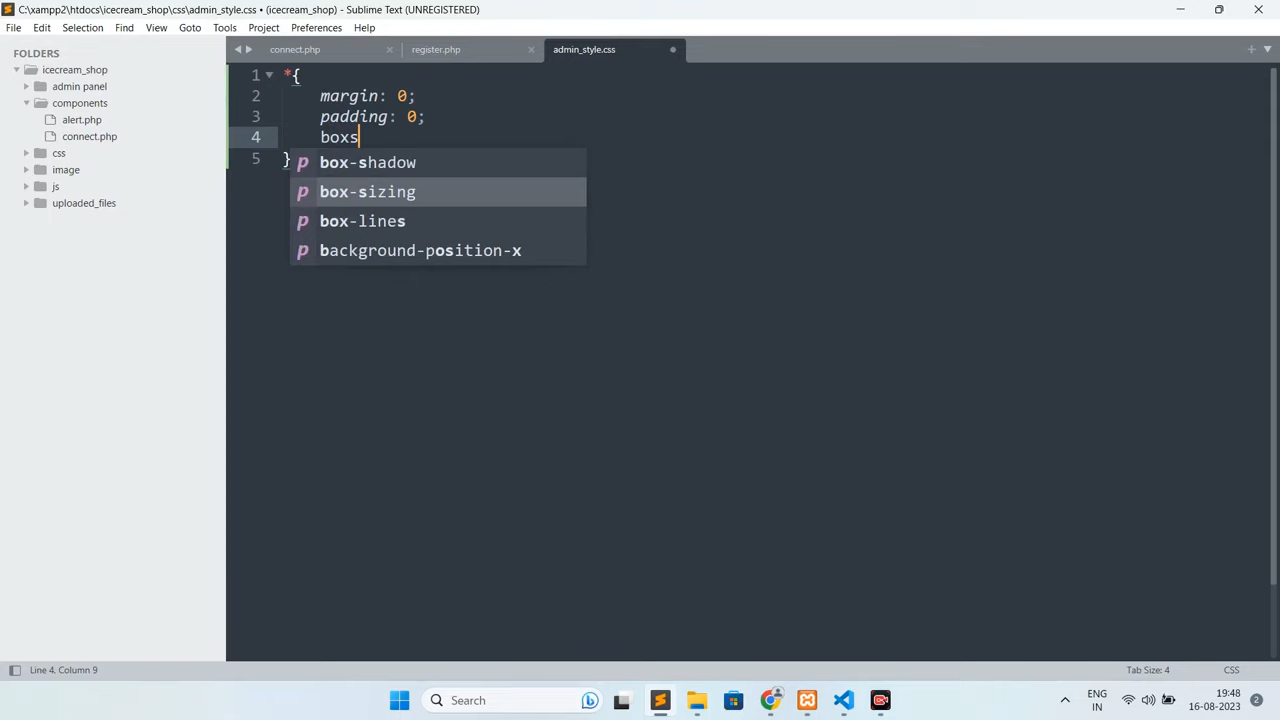 C:\xampp2\htdocs\icecream_shop\css\admin_style.css • (icecream_shop) - Sublime Text (UNREGISTERED)
File Edit Selection Find View Goto Tools Project Preferences Help
FOLDERS
icecream_shop
admin panel
components
alert.php
connect.php
css
image
js
uploaded_files
connect.php register.php admin_style.css
1 *{
2 margin: 0;
3 padding: 0;
4 boxs
5 }
box-shadow
box-sizing
box-lines
background-position-x
Line 4, Column 9 Tab Size: 4 CSS
Search
ENG
IN
19:48
16-08-2023
2